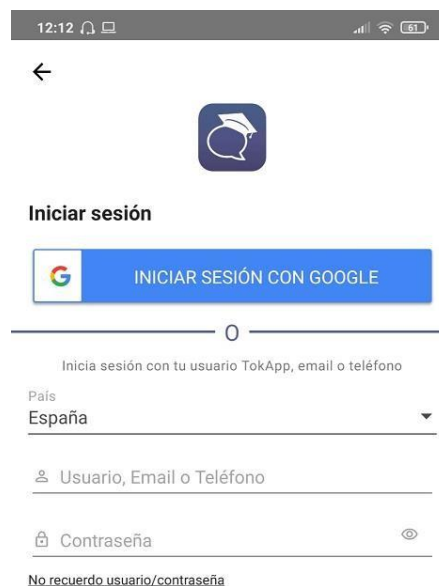 12:12
61
Iniciar sesión
G INICIAR SESIÓN CON GOOGLE
O
Inicia sesión con tu usuario TokApp, email o teléfono
País
España
Usuario, Email o Teléfono
Contraseña
No recuerdo usuario/contraseña